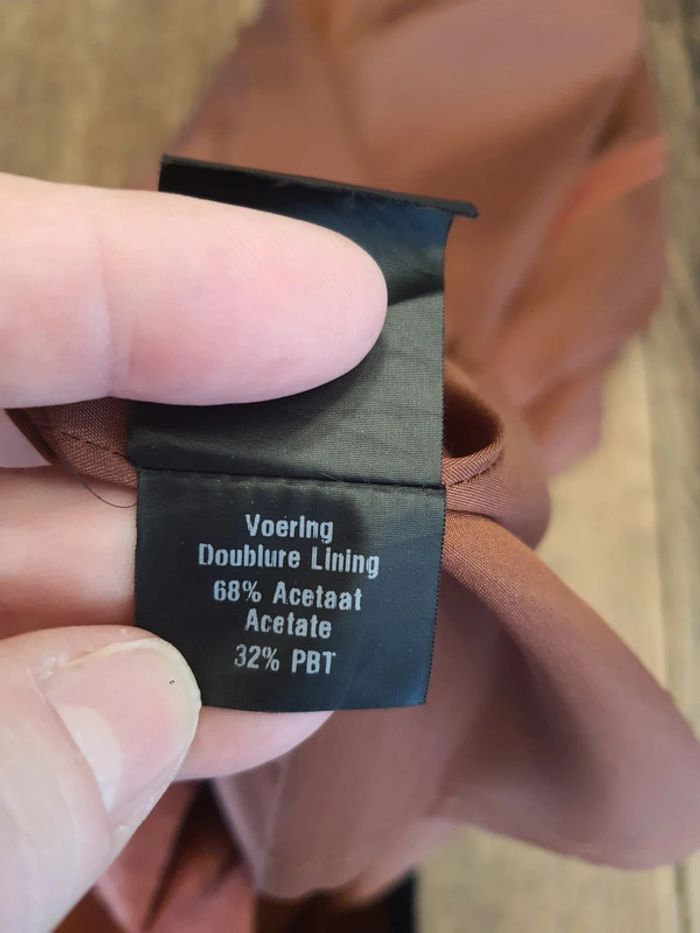 Voering
Doublure Lining
68% Acetaat
Acetate
32% PBT